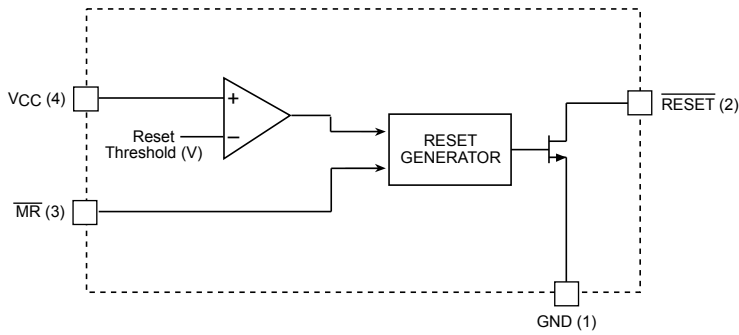 VCC (4)
+
−
Reset
Threshold (V)
RESET
GENERATOR
RESET (2)
MR (3)
GND (1)